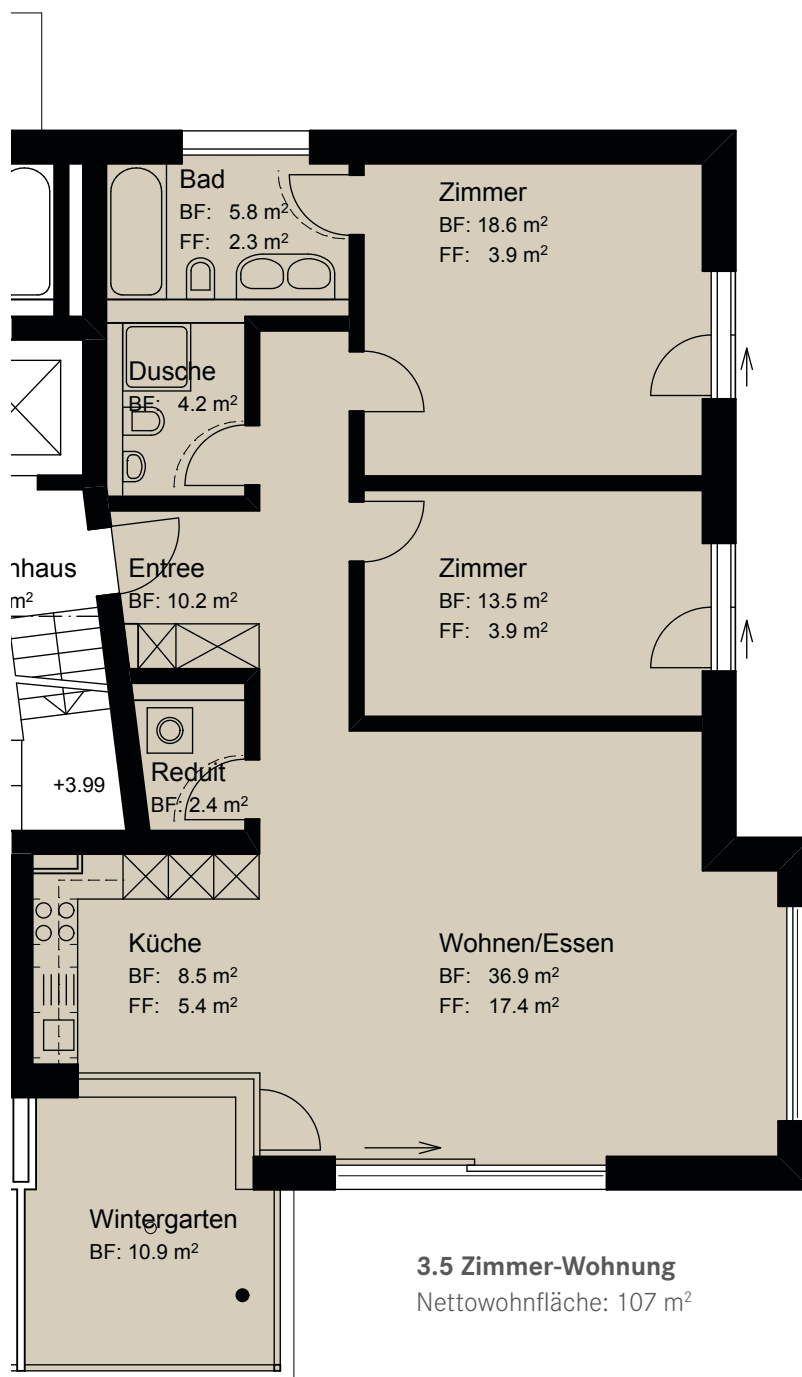 Bad
BF: 5.8 m²
FF: 2.3 m²
Zimmer
BF: 18.6 m²
FF: 3.9 m²
Dusche
BF: 4.2 m²
nhaus
m²
Entree
BF: 10.2 m²
Zimmer
BF: 13.5 m²
FF: 3.9 m²
+3.99
Reduit
BF: 2.4 m²
Küche
BF: 8.5 m²
FF: 5.4 m²
Wohnen/Essen
BF: 36.9 m²
FF: 17.4 m²
Wintergarten
BF: 10.9 m²
3.5 Zimmer-Wohnung
Nettowohnfläche: 107 m²